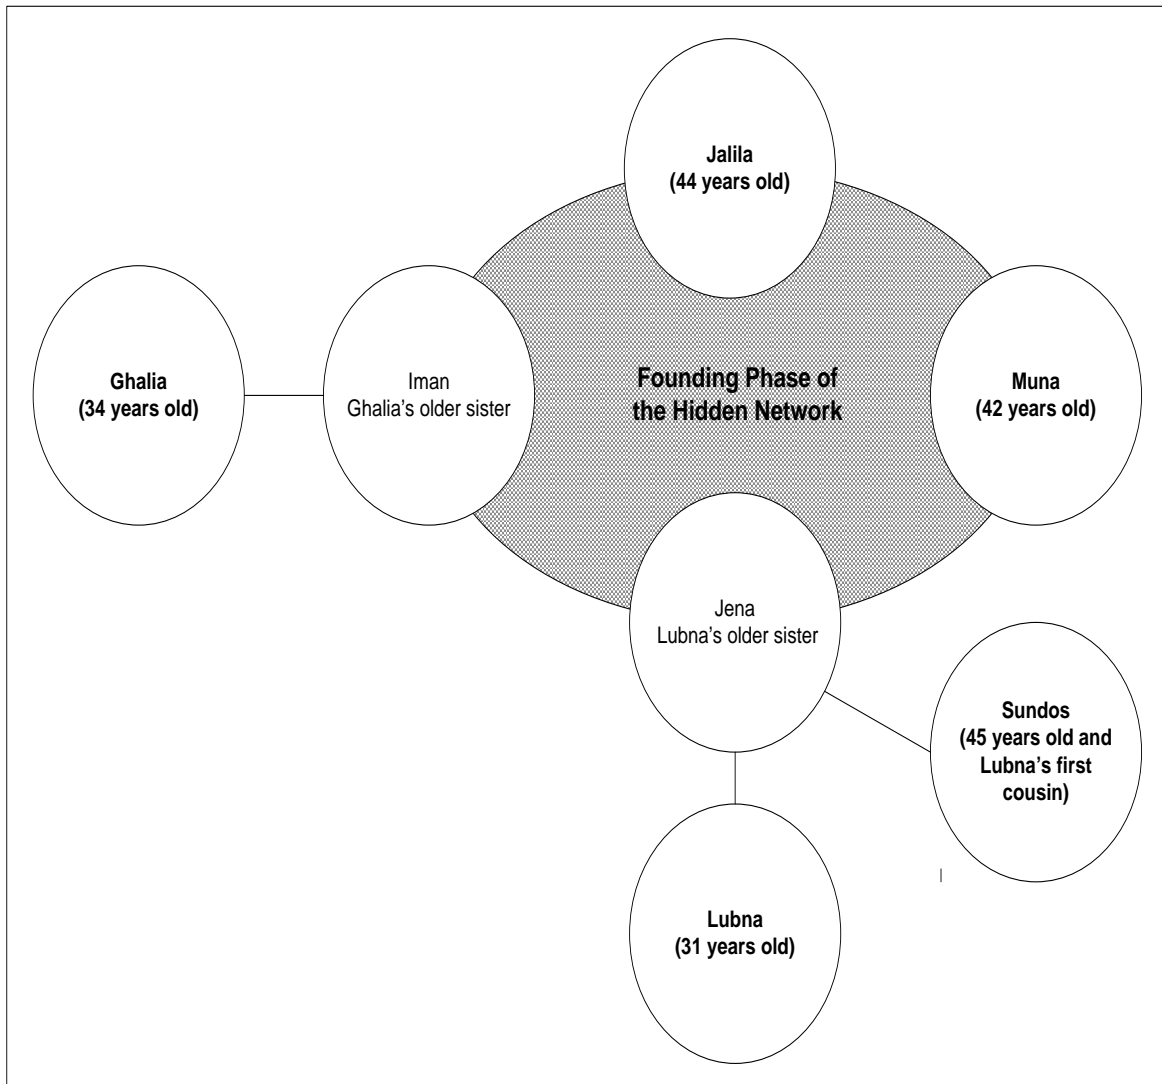 Jalila
(44 years old)
Ghalia
(34 years old)
Iman
Ghalia’s older sister
Founding Phase of
the Hidden Network
Muna
(42 years old)
Jena
Lubna’s older sister
Sundos
(45 years old and
Lubna’s first
cousin)
Lubna
(31 years old)